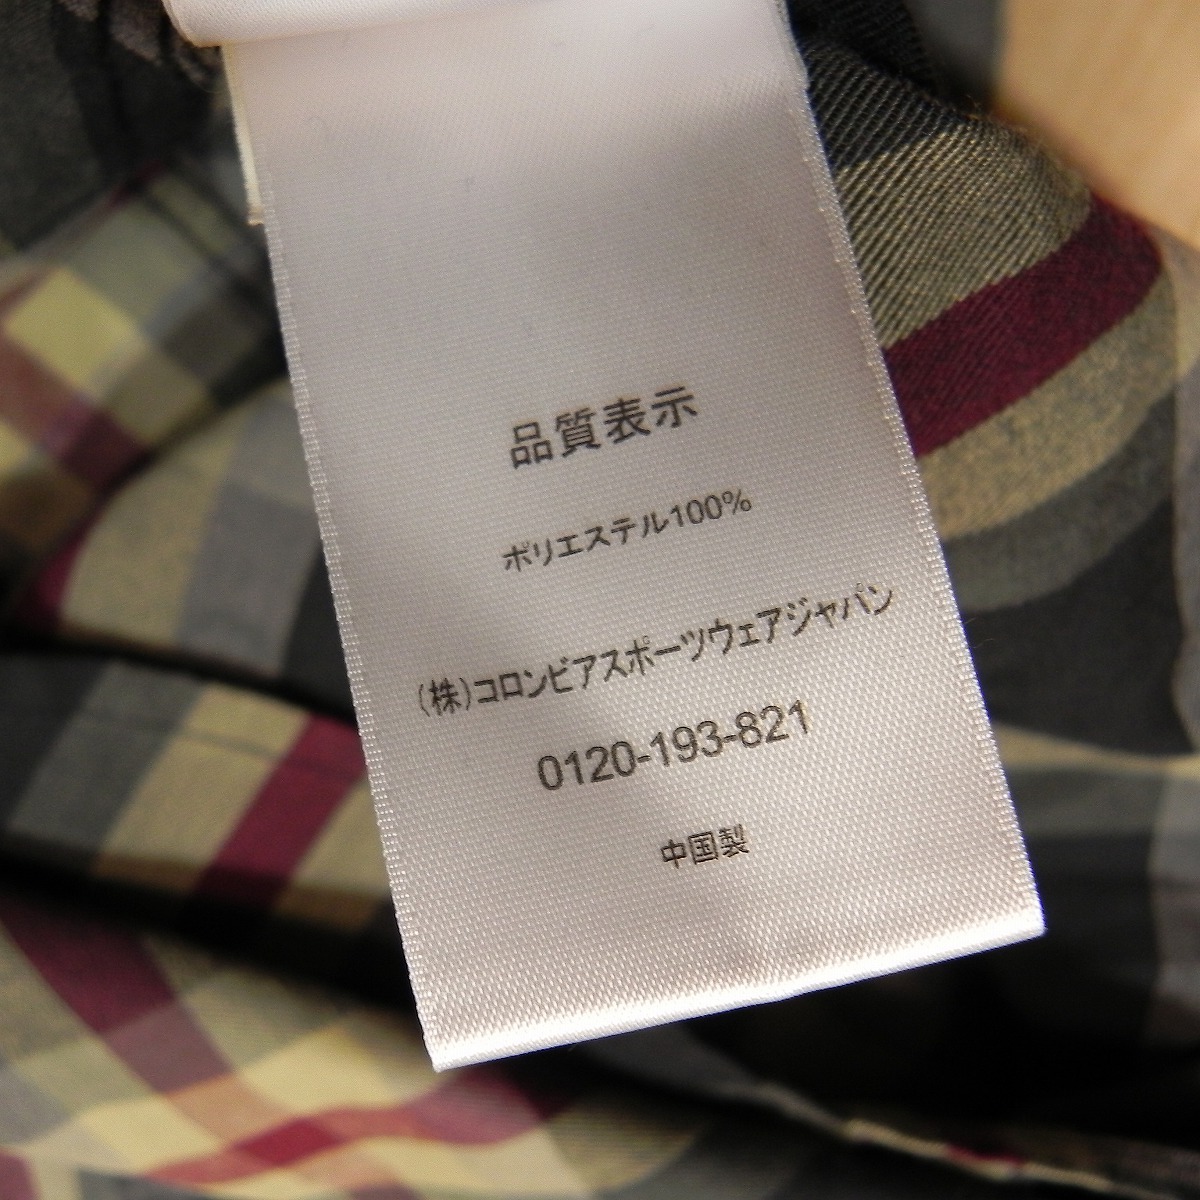 品質表示
ポリエステル100%
(株)コロンビアスポーツウェアジャパン
0120-193-821
中国製